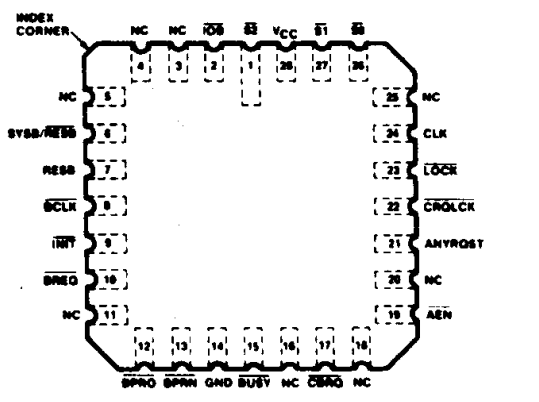 INDEX
CORNER
NC NC IOB S2 VCC S1 S0
4 3 2 1 28 27 26
NC 5 25 NC
SYSB/RESB 6 24 CLK
RESB 7 23 LOCK
BCLK 8 22 CRQLCK
INIT 9 21 ANYRQST
BREQ 10 20 NC
NC 11 19 AEN
12 13 14 15 16 17 18
BPRO BPRN GND BUSY NC CBRQ NC